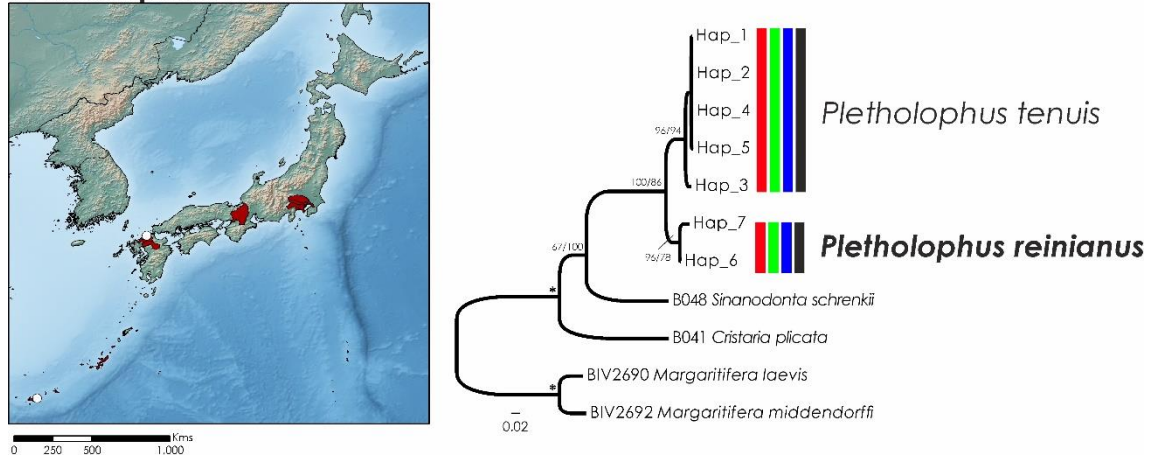 Kms
0 250 500 1.000
Hap_1
Hap_2
Hap_4
Hap_5
Hap_3
Hap_7
Hap_6
96/94
100/86
96/78
67/100
*
*
Pletholophus tenuis
Pletholophus reinianus
B048 Sinanodonta schrenkii
B041 Cristaria plicata
BIV2690 Margaritifera laevis
BIV2692 Margaritifera middendorffi
0.02